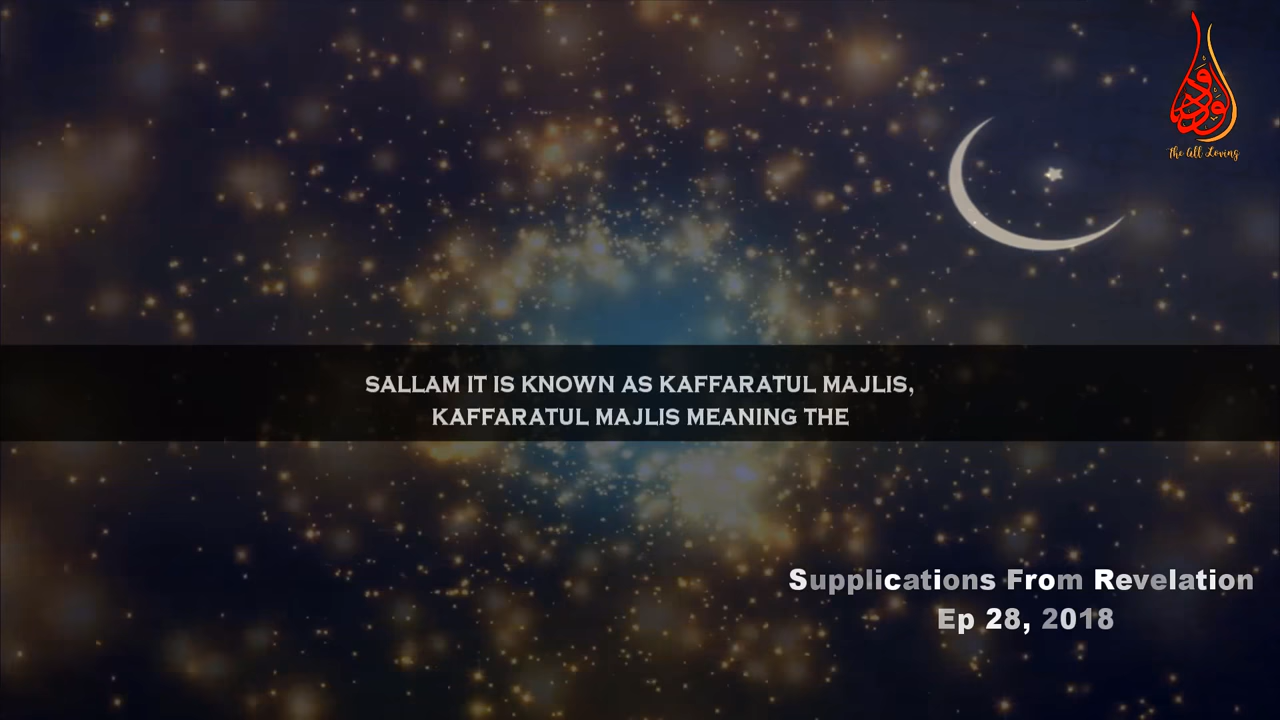 الودود
The All Loving
SALLAM IT IS KNOWN AS KAFFARATUL MAJLIS,
KAFFARATUL MAJLIS MEANING THE
Supplications From Revelation
Ep 28, 2018